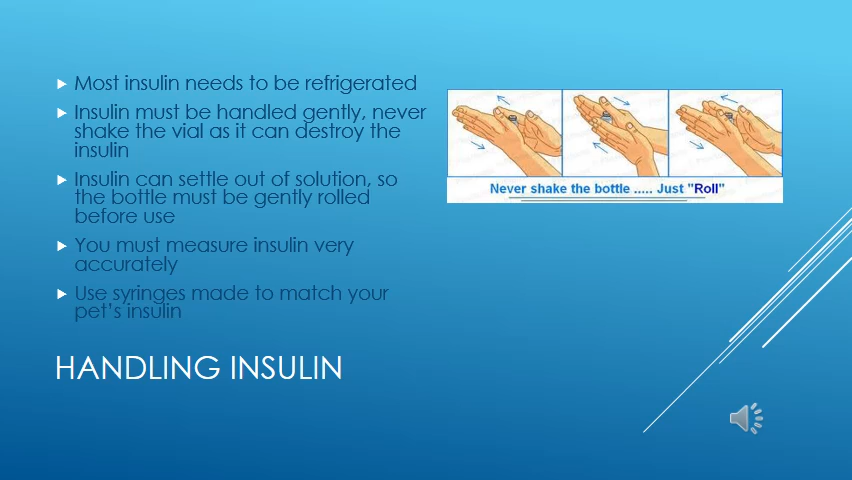 Most insulin needs to be refrigerated
Insulin must be handled gently, never
shake the vial as it can destroy the
insulin
Insulin can settle out of solution, so
the bottle must be gently rolled
before use
You must measure insulin very
accurately
Use syringes made to match your
pet's insulin
Never shake the bottle ..... Just "Roll"
HANDLING INSULIN